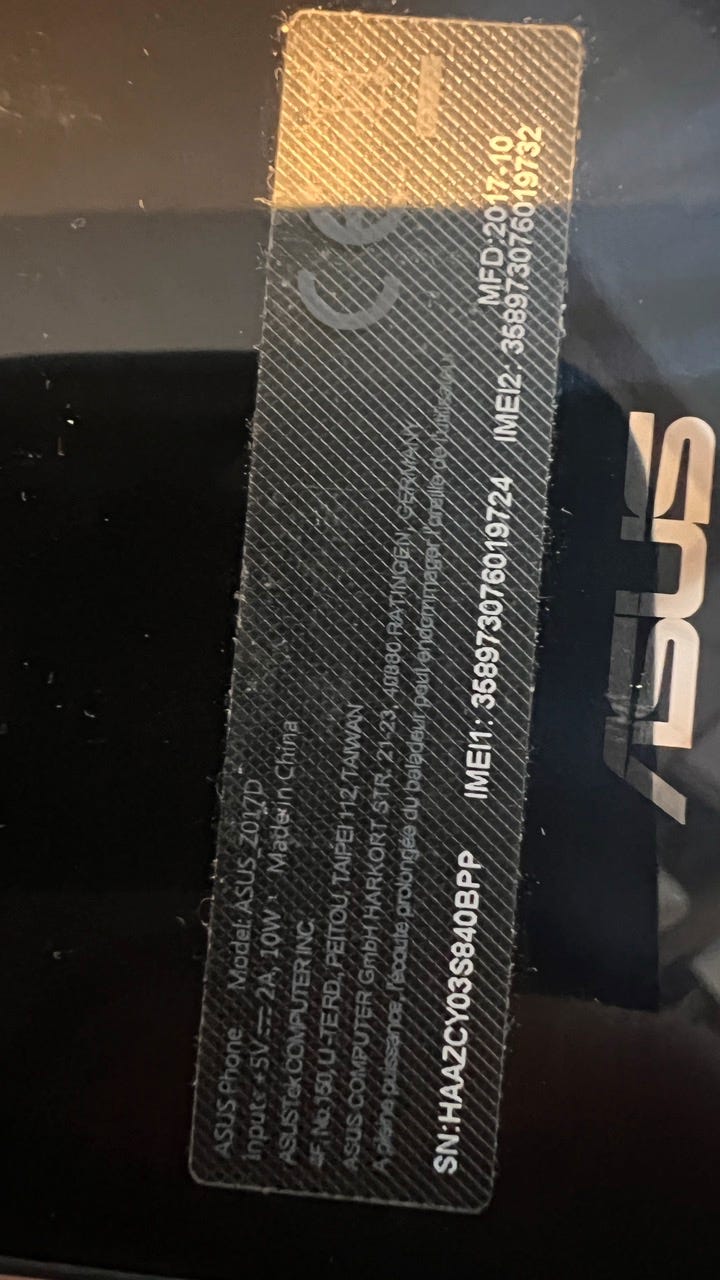 ASUS Phone Model: ASUS_Z017D
Input: +5V⎓2A, 10W Made in China
ASUSTek COMPUTER INC.
4F, No.150, LI-TE RD., PEITOU, TAIPEI 112, TAIWAN
ASUS COMPUTER GmbH HARKORT STR. 21-23, 40880 RATINGEN, GERMANY
A pleine puissance, l'écoute prolongée du baladeur peut endommager l'oreille de l'utilisateur
CE
MFD:2017-10
SN:HAAZCY03S840BPP IMEI1: 358973076019724 IMEI2: 358973076019732
ASUS